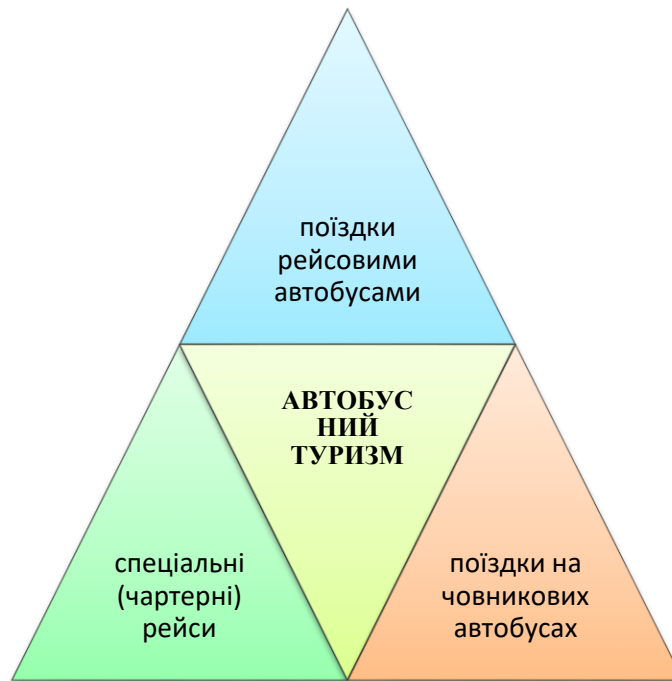 поїздки
рейсовими
автобусами
АВТОБУС
НИЙ
ТУРИЗМ
спеціальні
(чартерні)
рейси
поїздки на
човникових
автобусах